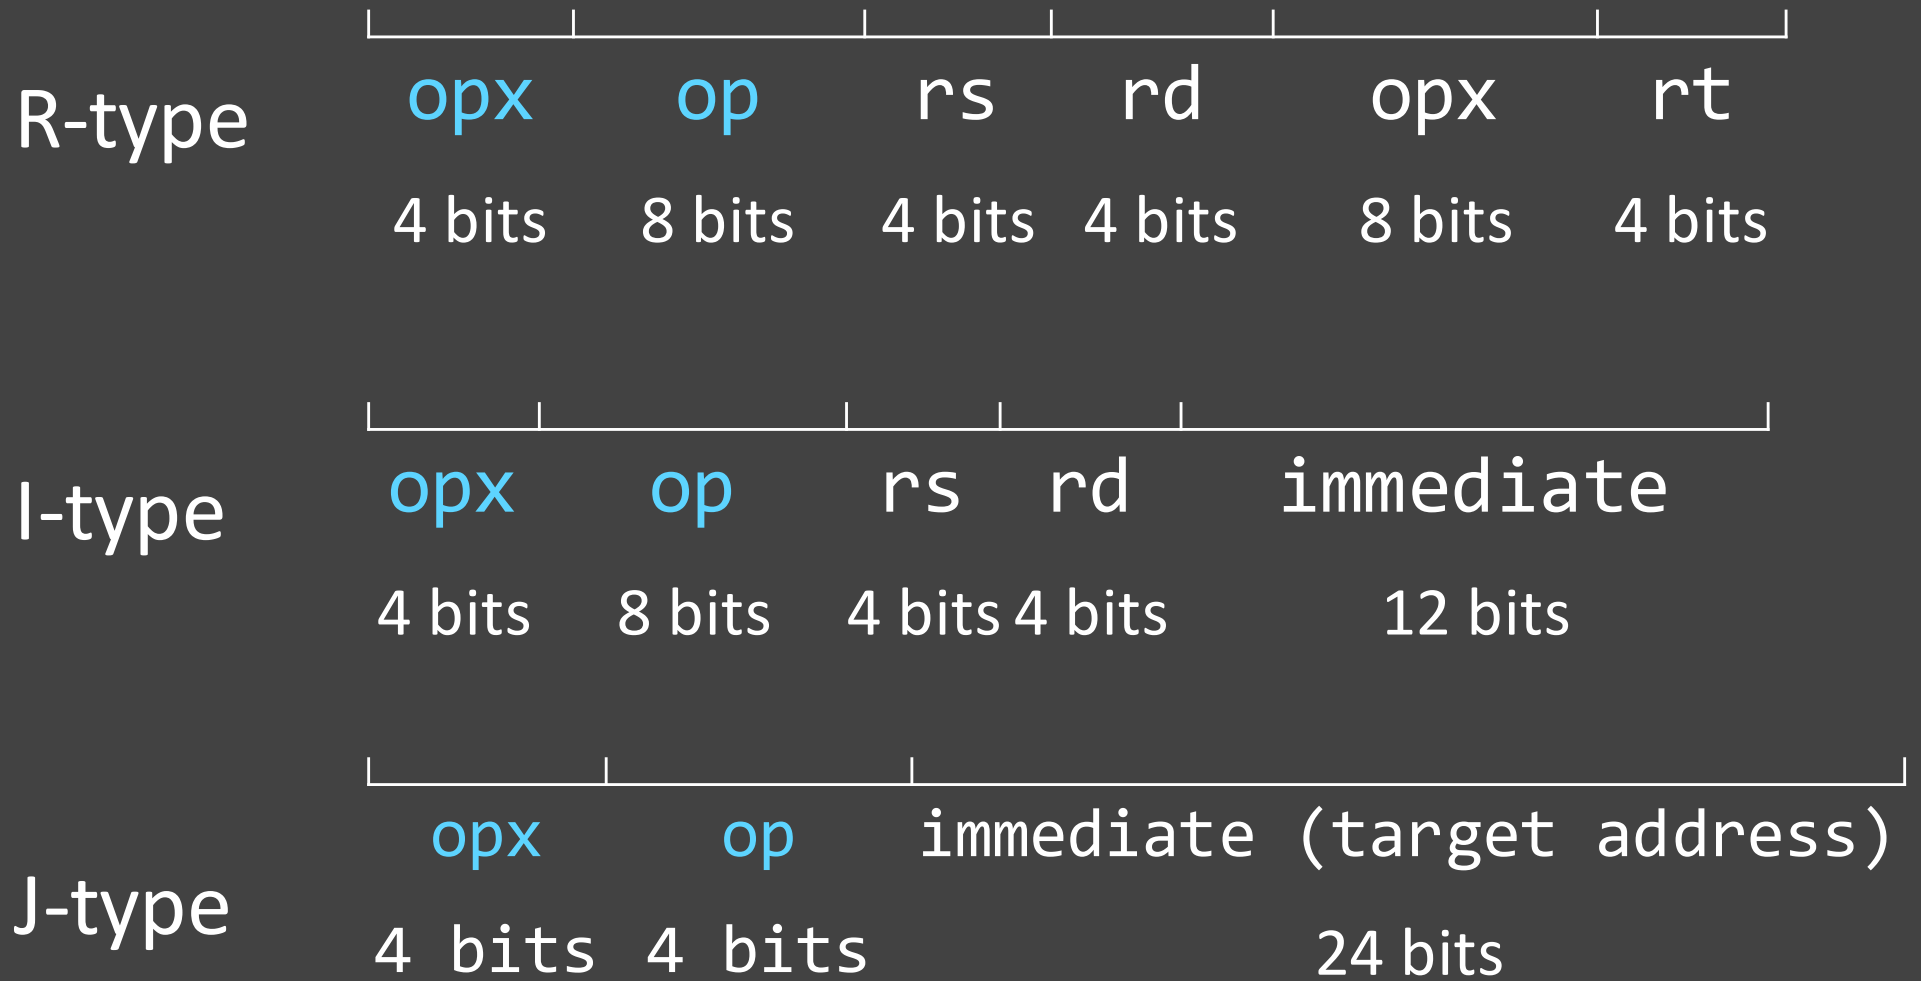 R-type
opx op rs rd opx rt
4 bits 8 bits 4 bits 4 bits 8 bits 4 bits
I-type
opx op rs rd immediate
4 bits 8 bits 4 bits 4 bits 12 bits
J-type
opx op immediate (target address)
4 bits 4 bits 24 bits